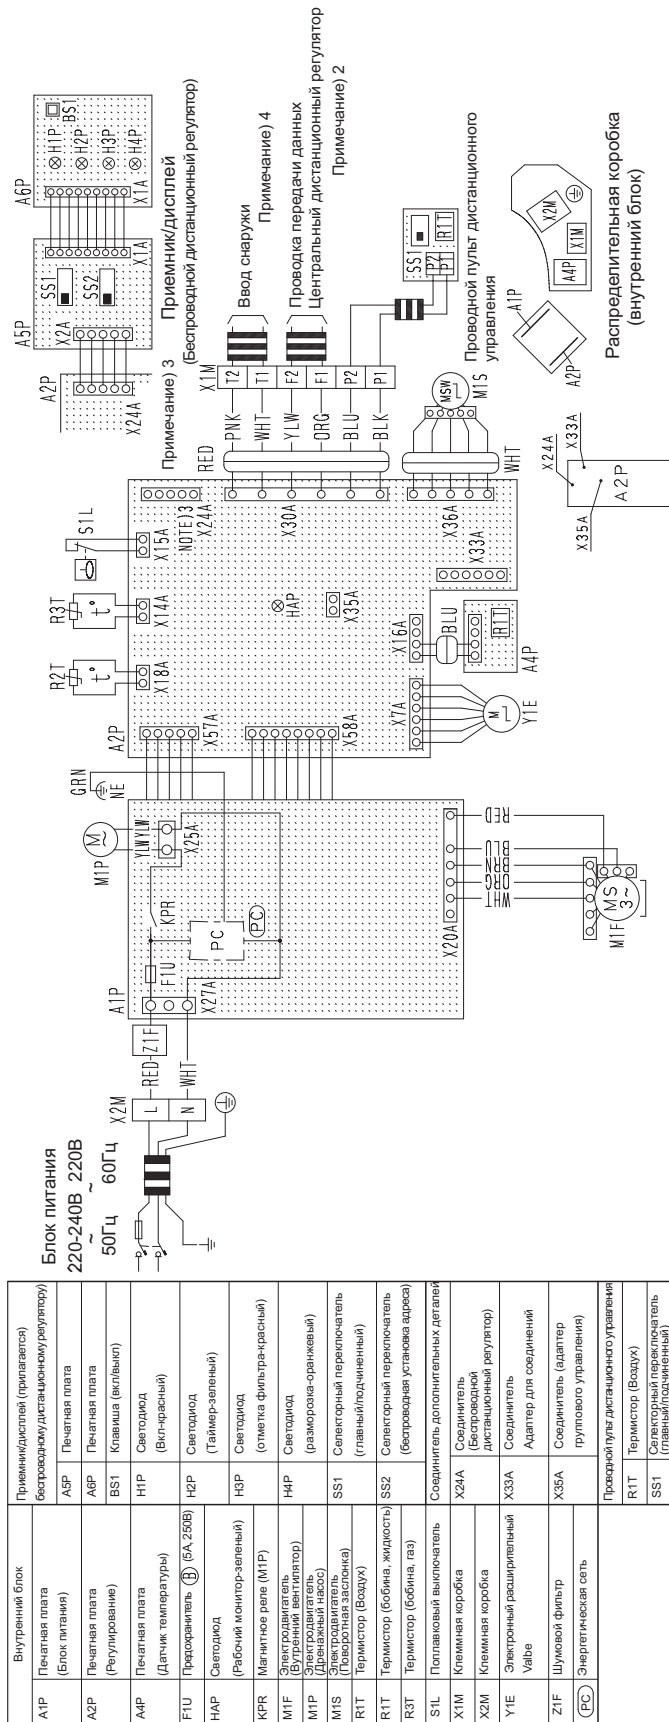 Блок питания
220-240В 220В
~ ~
50Гц 60Гц
X2M
L
N
RED
Z1F
WHT
A1P
X27A
F1U
KPR
PC
PC
M1P
M
~
YLW
YLW
X25A
GRN
NE
X20A
RED
BLU
BRN
ORG
WHT
MS
3~
M1F
A2P
X57A
X58A
R2T
t°
X18A
R3T
t°
X14A
S1L
X15A
NOTE)3
X24A
HAP
X35A
X30A
X36A
X33A
X16A
X7A
M
Y1E
BLU
R1T
A4P
RED
PNK
WHT
YLW
ORG
BLU
BLK
X1M
T2
T1
F2
F1
P2
P1
WHT
MSW
M1S
Примечание) 3
A2P
X24A
A5P
X2A
SS1
SS2
X1A
A6P
X1A
BS1
H1P
H2P
H3P
H4P
Приемник/дисплей
(Беспроводной дистанционный регулятор)
Ввод снаружи
Примечание) 4
Проводка передачи данных
Центральный дистанционный регулятор
Примечание) 2
SS1
R1T
P2
P1
Проводной пульт дистанционного
управления
X24A
X33A
X35A
A2P
A1P
A2P
X2M
X1M
A4P
Распределительная коробка
(внутренний блок)
Внутренний блок
A1P Печатная плата
(Блок питания)
A2P Печатная плата
(Регулирование)
A4P Печатная плата
(Датчик температуры)
F1U Предохранитель Ⓑ (5А, 250В)
HAP Светодиод
(Рабочий монитор-зеленый)
KPR Магнитное реле (M1P)
M1F Электродвигатель
(Вутренний вентилятор)
M1P Электродвигатель
(Дренажный насос)
M1S Электродвигатель
(Поворотная заслонка)
R1T Термистор (Воздух)
R1T Термистор (бобина, жидкость)
R3T Термистор (бобина, газ)
S1L Поплавковый выключатель
X1M Клеммная коробка
X2M Клеммная коробка
Y1E Электронный расширительный
Valbe
Z1F Шумовой фильтр
PC Энергетическая сеть
Приемник/дисплей (прилагается)
беспроводному дистанционному регулятору)
A5P Печатная плата
A6P Печатная плата
BS1 Клавиша (вкл/выкл)
H1P Светодиод
(Вкл-красный)
H2P Светодиод
(Таймер-зеленый)
H3P Светодиод
(отметка фильтра-красный)
H4P Светодиод
(разморозка-оранжевый)
SS1 Селекторный переключатель
(главный/подчиненный)
SS2 Селекторный переключатель
(беспроводная установка адреса)
Соединитель дополнительных деталей
X24A Соединитель
(Беспроводной
дистанционный регулятор)
X33A Соединитель
Адаптер для соединений
X35A Соединитель (адаптер
группового управления)
Проводной пульт дистанционного управления
R1T Термистор (Воздух)
SS1 Селекторный переключатель
(главный/подчиненный)